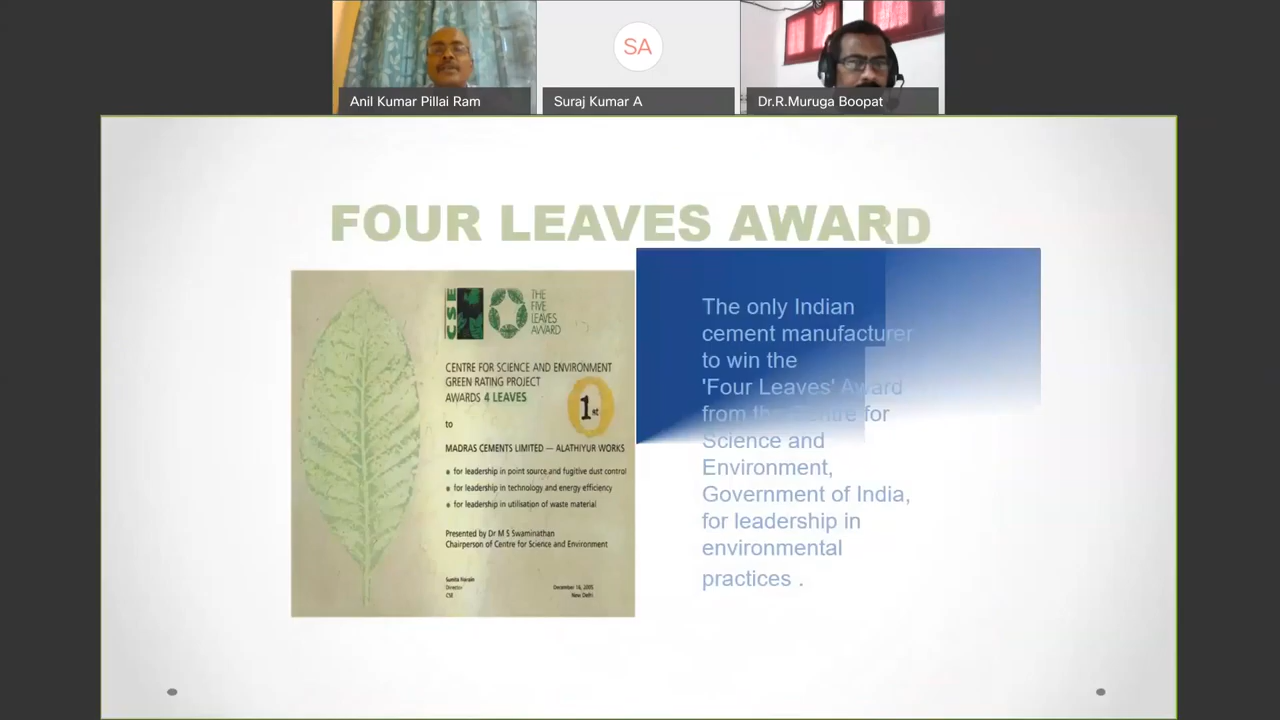 Anil Kumar Pillai Ram
SA
Suraj Kumar A
Dr.R.Muruga Boopat
FOUR LEAVES AWARD
CSE
THE
FIVE
LEAVES
AWARD
CENTRE FOR SCIENCE AND ENVIRONMENT
GREEN RATING PROJECT
AWARDS 4 LEAVES
1st
to
MADRAS CEMENTS LIMITED — ALATHIYUR WORKS
for leadership in point source and fugitive dust control
for leadership in technology and energy efficiency
for leadership in utilisation of waste material
Presented by Dr M S Swaminathan
Chairperson of Centre for Science and Environment
Sunita Narain
Director
CSE
December 16, 2005
New Delhi
The only Indian
cement manufacturer
to win the
'Four Leaves' Award
from the Centre for
Science and
Environment,
Government of India,
for leadership in
environmental
practices .